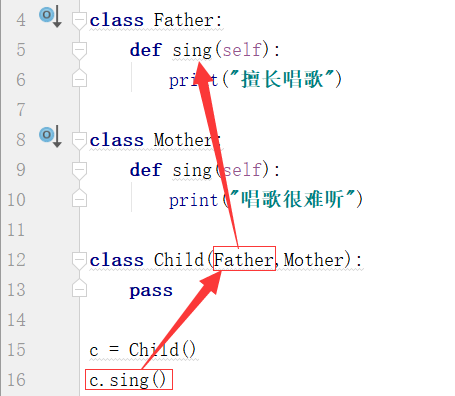 4 class Father:
5 def sing(self):
6 print("擅长唱歌")
7
8 class Mother:
9 def sing(self):
10 print("唱歌很难听")
11
12 class Child(Father,Mother):
13 pass
14
15 c = Child()
16 c.sing()